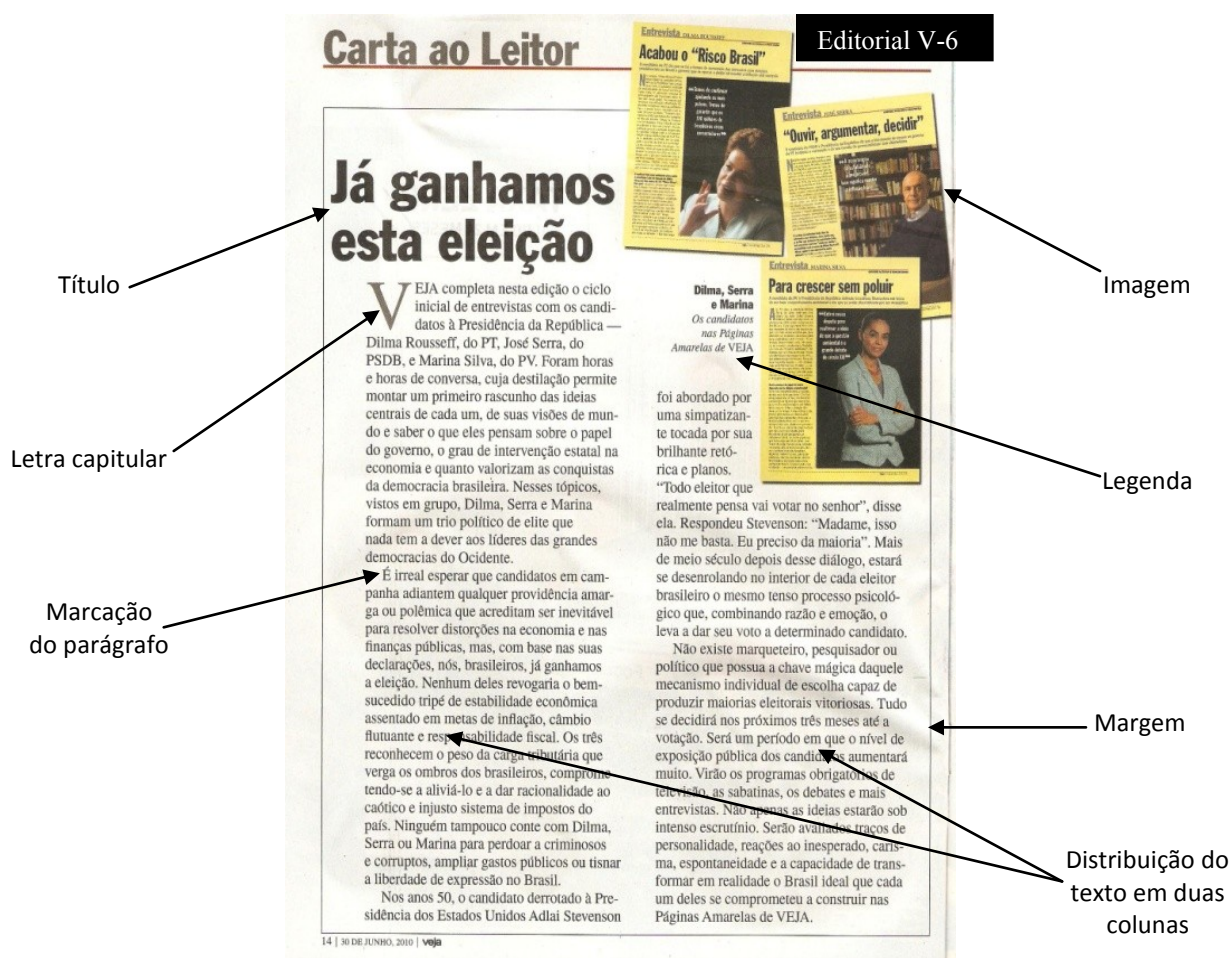 Carta ao Leitor
Editorial V-6
Entrevista
Acabou o “Risco Brasil”
Entrevista JOSÉ SERRA
“Ouvir, argumentar, decidir”
Entrevista MARINA SILVA
Para crescer sem poluir
Já ganhamos
esta eleição
Título
Imagem
Letra capitular
Legenda
Marcação
do parágrafo
Margem
Distribuição do
texto em duas
colunas
Dilma, Serra
e Marina
Os candidatos
nas Páginas
Amarelas de VEJA
VEJA completa nesta edição o ciclo
inicial de entrevistas com os candi-
datos à Presidência da República —
Dilma Rousseff, do PT, José Serra, do
PSDB, e Marina Silva, do PV. Foram horas
e horas de conversa, cuja destilação permite
montar um primeiro rascunho das ideias
centrais de cada um, de suas visões de mun-
do e saber o que eles pensam sobre o papel
do governo, o grau de intervenção estatal na
economia e quanto valorizam as conquistas
da democracia brasileira. Nesses tópicos,
vistos em grupo, Dilma, Serra e Marina
formam um trio político de elite que
nada tem a dever aos líderes das grandes
democracias do Ocidente.
É irreal esperar que candidatos em cam-
panha adiantem qualquer providência amar-
ga ou polêmica que acreditam ser inevitável
para resolver distorções na economia e nas
finanças públicas, mas, com base nas suas
declarações, nós, brasileiros, já ganhamos
a eleição. Nenhum deles revogaria o bem-
sucedido tripé de estabilidade econômica
assentado em metas de inflação, câmbio
flutuante e responsabilidade fiscal. Os três
reconhecem o peso da carga tributária que
verga os ombros dos brasileiros, comprome-
tendo-se a aliviá-lo e a dar racionalidade ao
caótico e injusto sistema de impostos do
país. Ninguém tampouco conte com Dilma,
Serra ou Marina para perdoar a criminosos
e corruptos, ampliar gastos públicos ou tisnar
a liberdade de expressão no Brasil.
Nos anos 50, o candidato derrotado à Pre-
sidência dos Estados Unidos Adlai Stevenson
foi abordado por
uma simpatizan-
te tocada por sua
brilhante retó-
rica e planos.
“Todo eleitor que
realmente pensa vai votar no senhor”, disse
ela. Respondeu Stevenson: “Madame, isso
não me basta. Eu preciso da maioria”. Mais
de meio século depois desse diálogo, estará
se desenrolando no interior de cada eleitor
brasileiro o mesmo tenso processo psicoló-
gico que, combinando razão e emoção, o
leva a dar seu voto a determinado candidato.
Não existe marqueteiro, pesquisador ou
político que possua a chave mágica daquele
mecanismo individual de escolha capaz de
produzir maiorias eleitorais vitoriosas. Tudo
se decidirá nos próximos três meses até a
votação. Será um período em que o nível de
exposição pública dos candidatos aumentará
muito. Virão os programas obrigatórios de
televisão, as sabatinas, os debates e mais
entrevistas. Não apenas as ideias estarão sob
intenso escrutínio. Serão avaliados traços de
personalidade, reações ao inesperado, caris-
ma, espontaneidade e a capacidade de trans-
formar em realidade o Brasil ideal que cada
um deles se comprometeu a construir nas
Páginas Amarelas de VEJA.
14 | 30 DE JUNHO, 2010 | veja